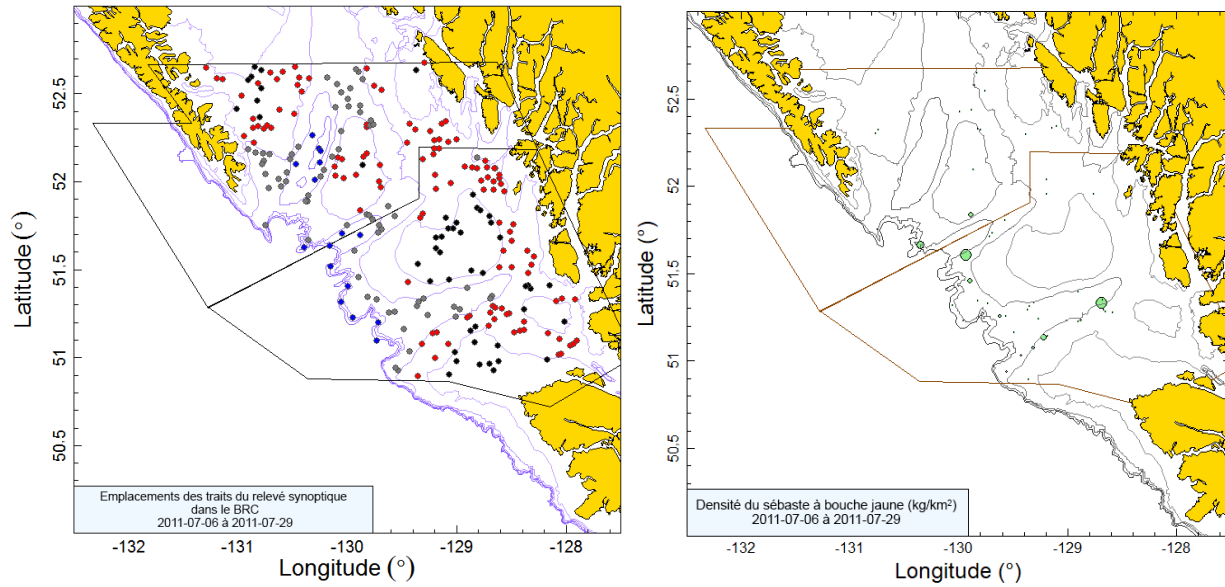 52.5
52
51.5
51
50.5
Latitude (°)
Emplacements des traits du relevé synoptique
dans le BRC
2011-07-06 à 2011-07-29
-132
-131
-130
-129
-128
Longitude (°)
52.5
52
51.5
51
50.5
Latitude (°)
Densité du sébaste à bouche jaune (kg/km²)
2011-07-06 à 2011-07-29
-132
-131
-130
-129
-128
Longitude (°)